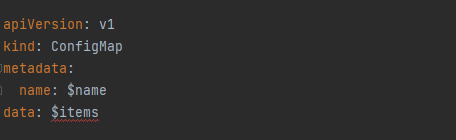 apiVersion: v1
kind: ConfigMap
metadata:
  name: $name
data: $items